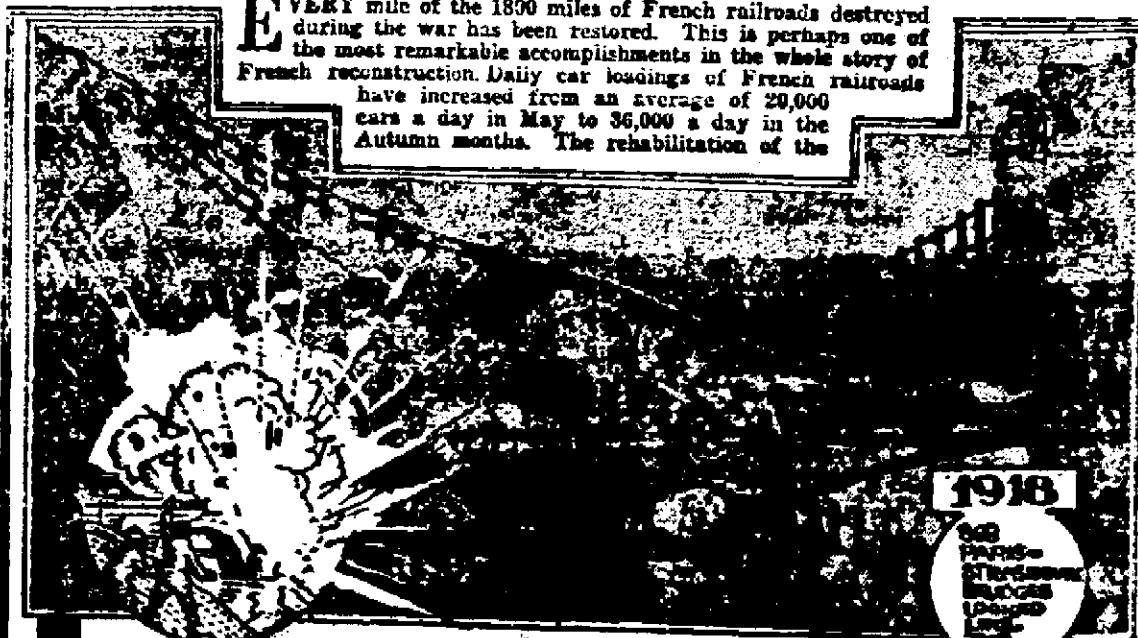 EVERY mile of the 1800 miles of French railroads destroyed
during the war has been restored. This is perhaps one of
the most remarkable accomplishments in the whole story of
French reconstruction. Daily car loadings of French railroads
have increased from an average of 20,000
cars a day in May to 36,000 a day in the
Autumn months. The rehabilitation of the
1918
PARIS-
BRIDGES